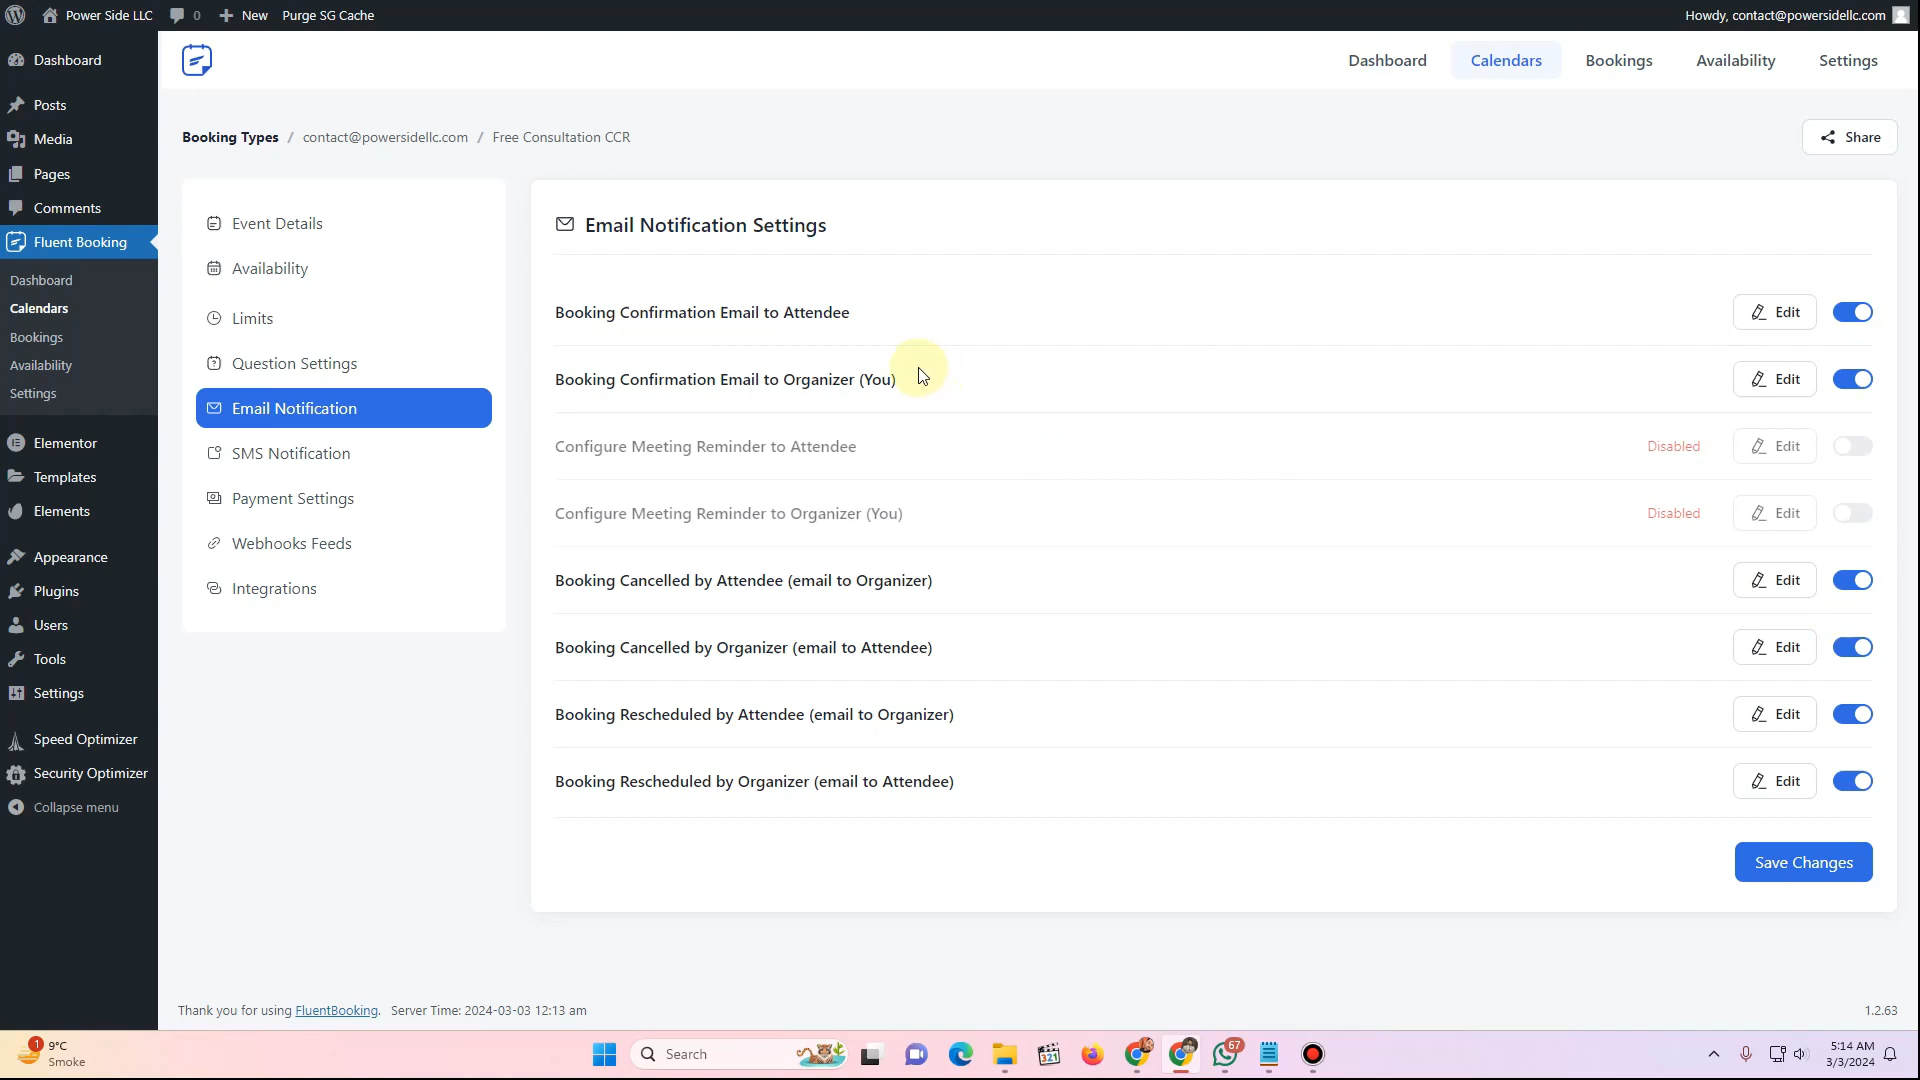 Power Side LLC 0 New Purge SG Cache Howdy, contact@powersidellc.com
Dashboard
Posts
Media
Pages
Comments
Fluent Booking
Dashboard
Calendars
Bookings
Availability
Settings
Elementor
Templates
Elements
Appearance
Plugins
Users
Tools
Settings
Speed Optimizer
Security Optimizer
Collapse menu
Dashboard Calendars Bookings Availability Settings
Booking Types / contact@powersidellc.com / Free Consultation CCR Share
Event Details
Availability
Limits
Question Settings
Email Notification
SMS Notification
Payment Settings
Webhooks Feeds
Integrations
Email Notification Settings
Booking Confirmation Email to Attendee Edit
Booking Confirmation Email to Organizer (You) Edit
Configure Meeting Reminder to Attendee Disabled Edit
Configure Meeting Reminder to Organizer (You) Disabled Edit
Booking Cancelled by Attendee (email to Organizer) Edit
Booking Cancelled by Organizer (email to Attendee) Edit
Booking Rescheduled by Attendee (email to Organizer) Edit
Booking Rescheduled by Organizer (email to Attendee) Edit
Save Changes
Thank you for using FluentBooking. Server Time: 2024-03-03 12:13 am 1.2.63
1 9°C
Smoke
Search
321
67
5:14 AM
3/3/2024